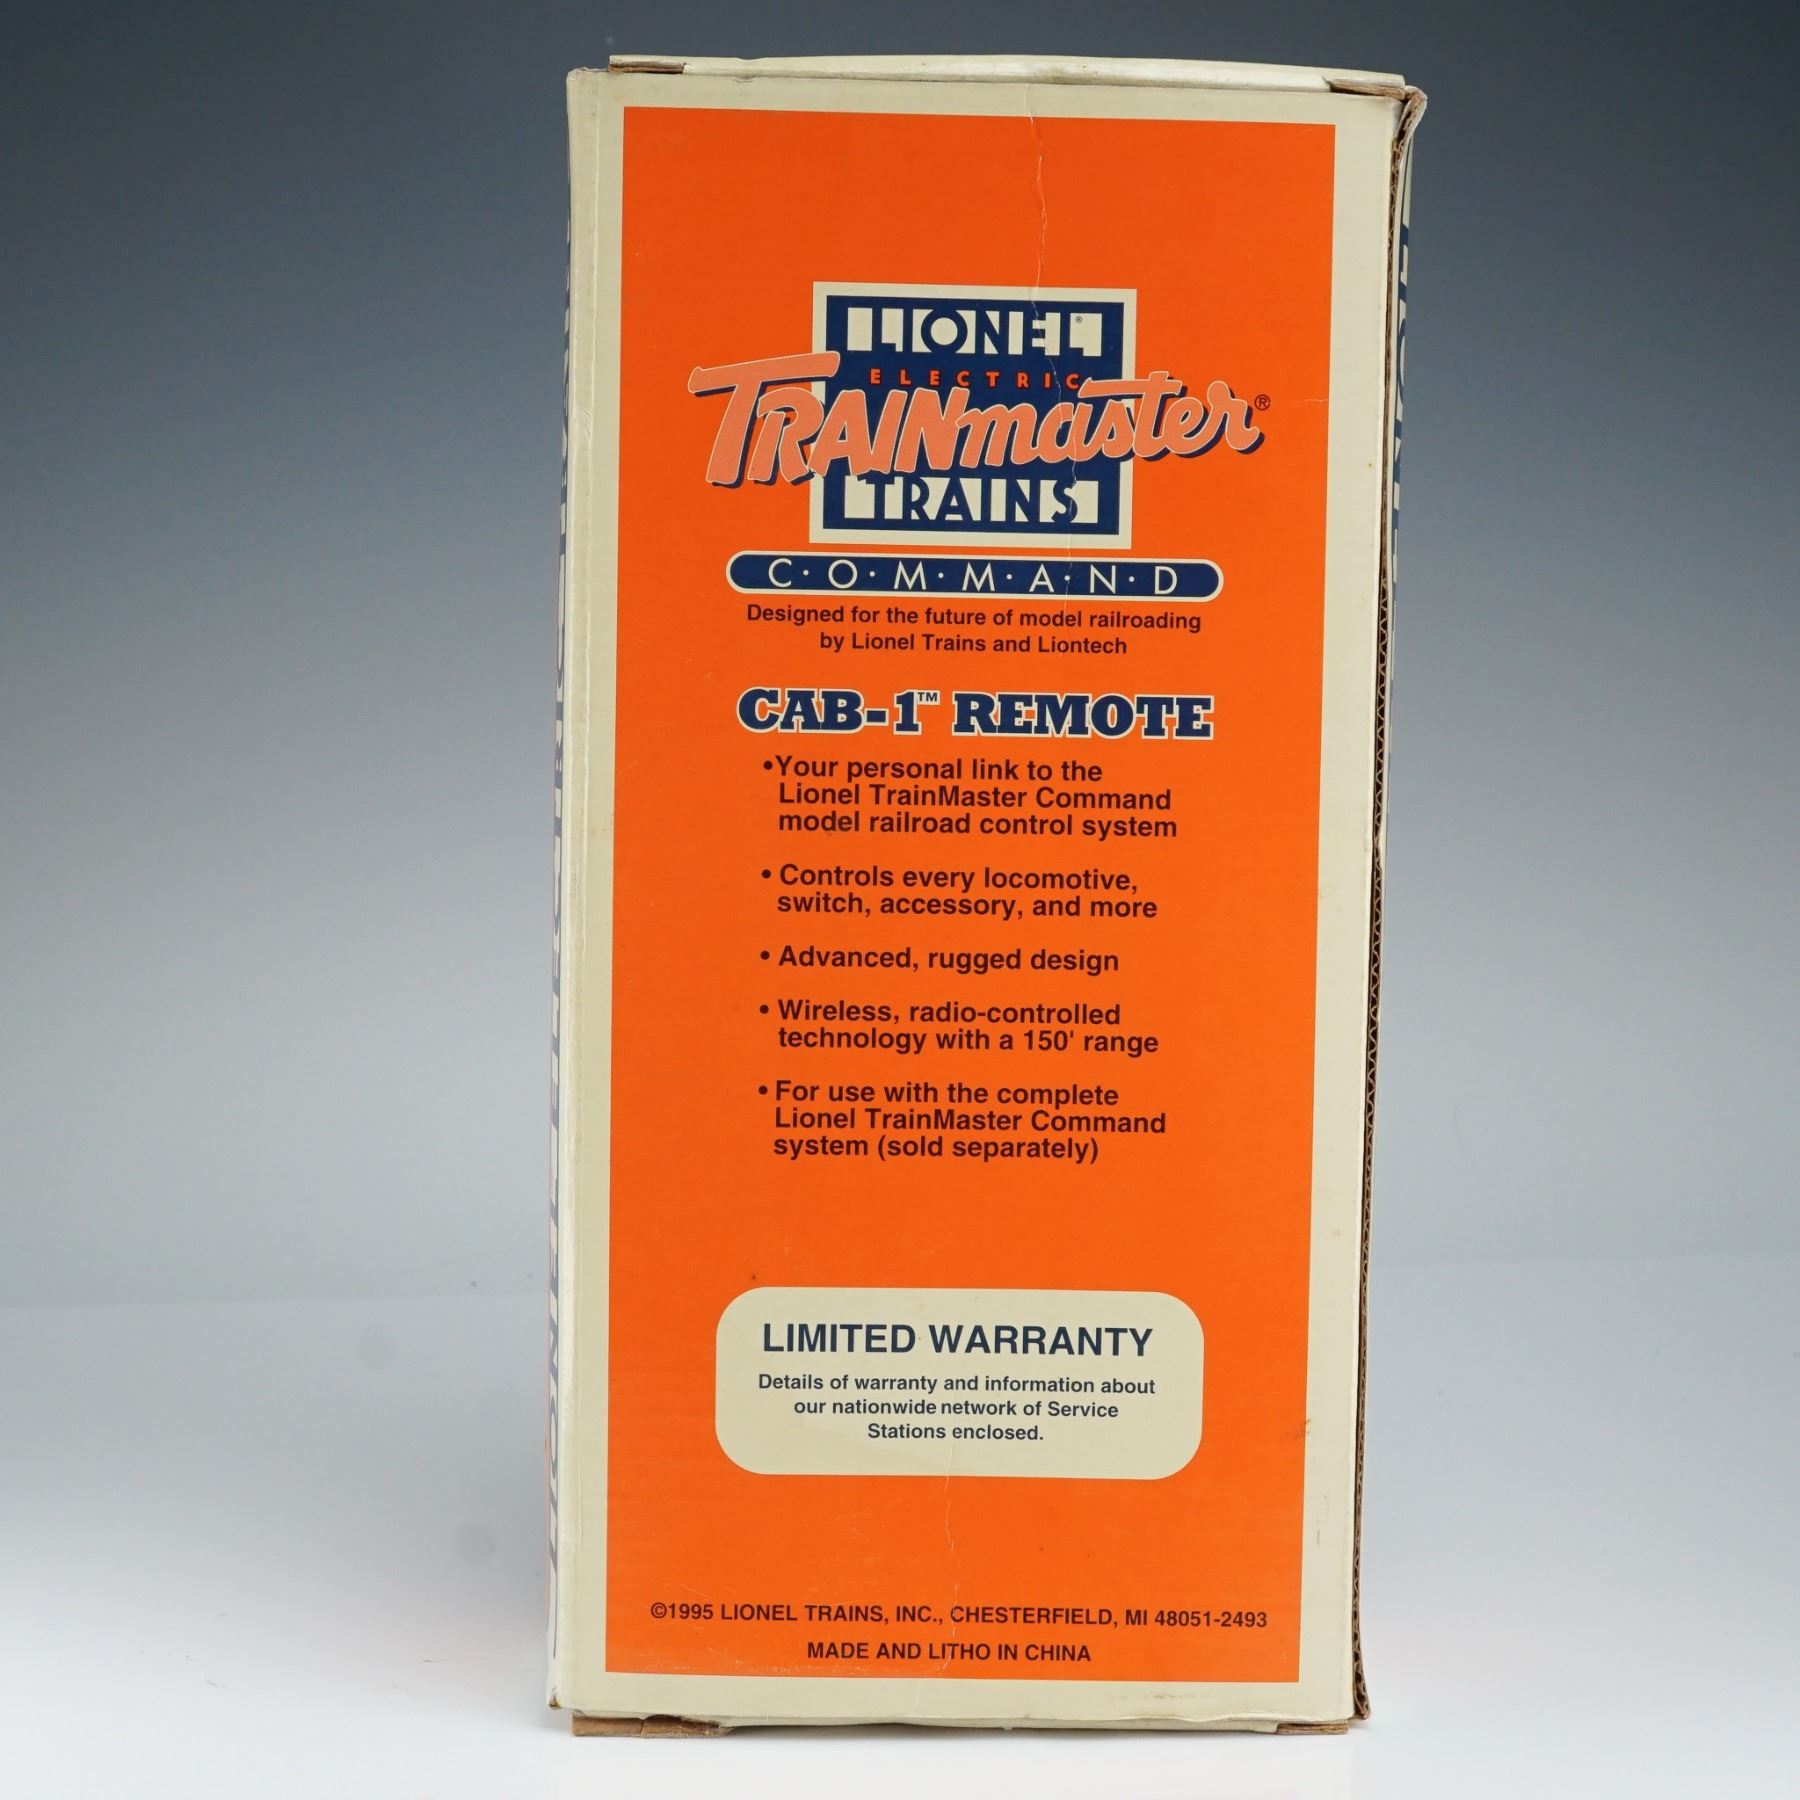 LIONEL®
ELECTRIC
TRAINmaster®
TRAINS
C·O·M·M·A·N·D
Designed for the future of model railroading
by Lionel Trains and Liontech
CAB-1™ REMOTE
•Your personal link to the
Lionel TrainMaster Command
model railroad control system
• Controls every locomotive,
switch, accessory, and more
• Advanced, rugged design
• Wireless, radio-controlled
technology with a 150' range
• For use with the complete
Lionel TrainMaster Command
system (sold separately)
LIMITED WARRANTY
Details of warranty and information about
our nationwide network of Service
Stations enclosed.
©1995 LIONEL TRAINS, INC., CHESTERFIELD, MI 48051-2493
MADE AND LITHO IN CHINA